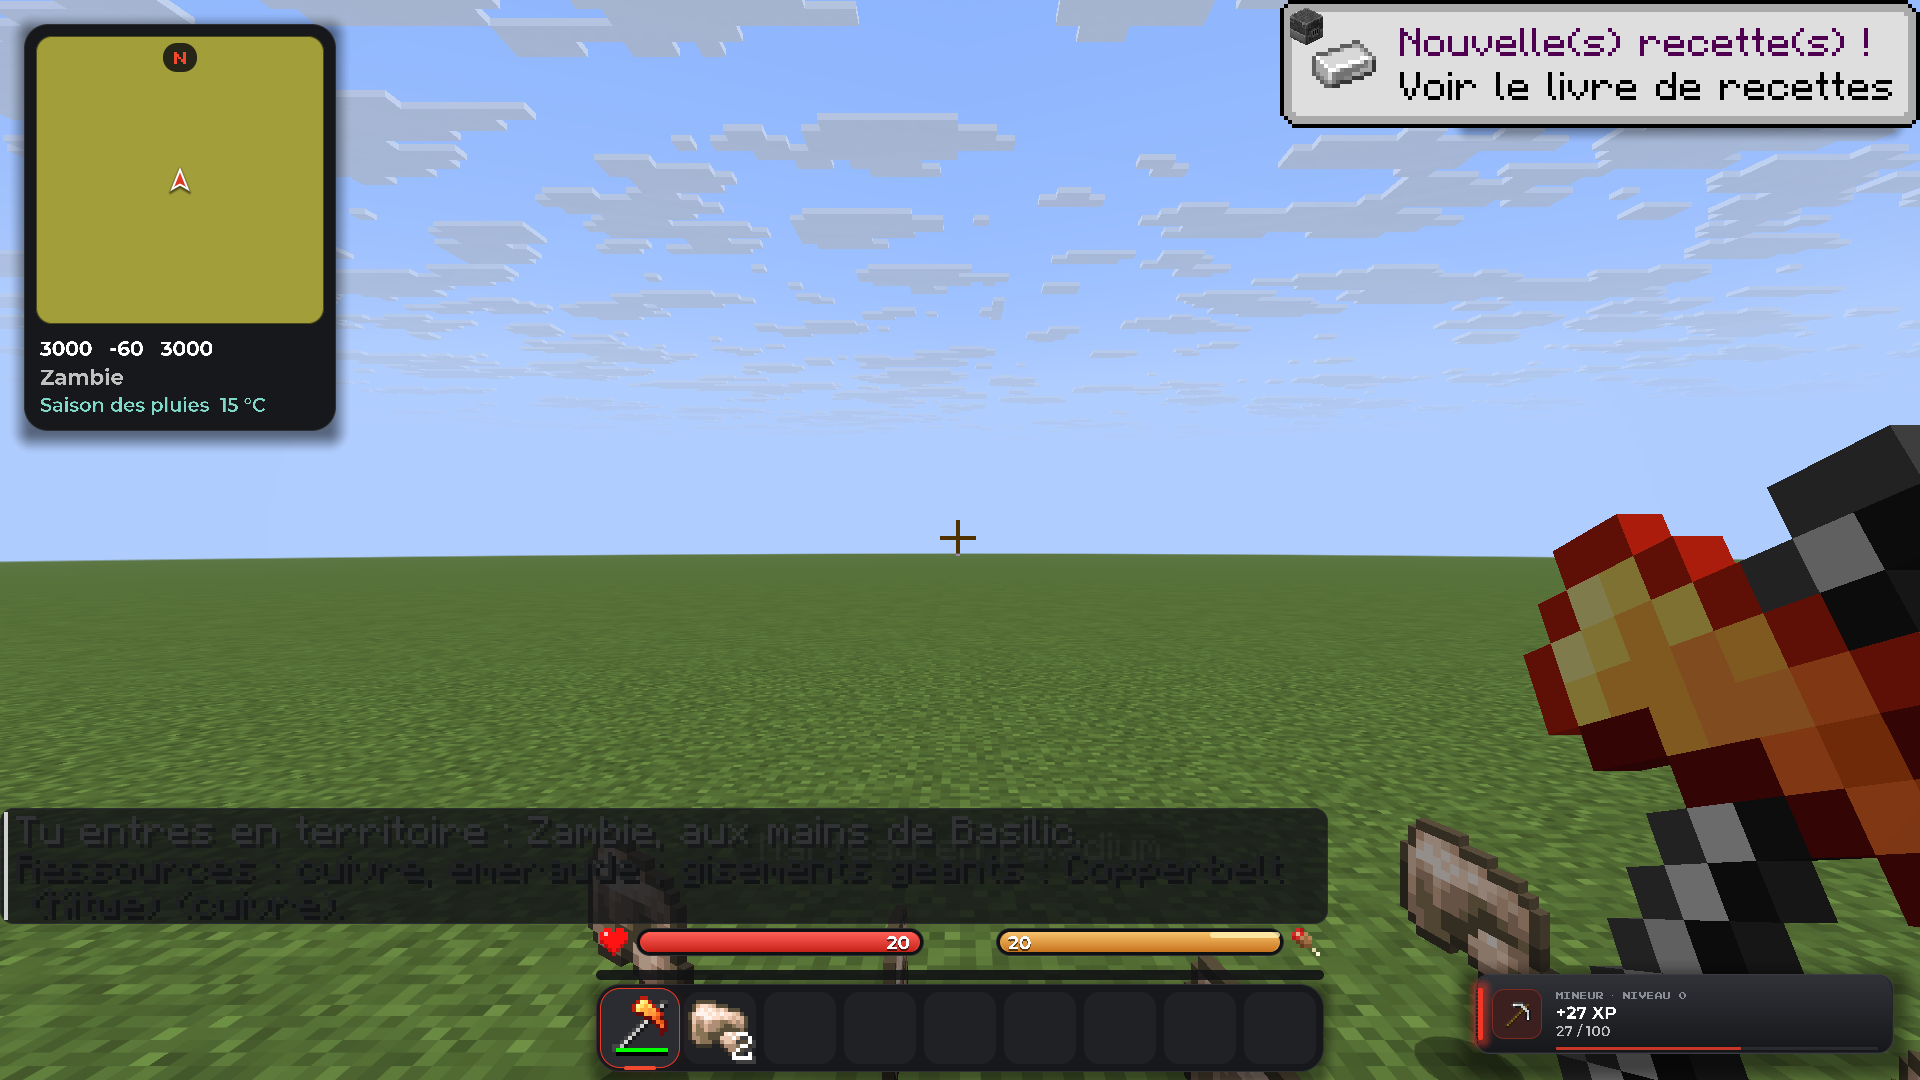 N
Nouvelle(s) recette(s) !
Voir le livre de recettes
3000 -60 3000
Zambie
Saison des pluies 15 °C
Tu entres en territoire : Zambie, aux mains de Basilic.
Ressources : cuivre, émeraude ; gisements géants : Copperbelt
(Kitwe) (cuivre).
20
20
2
MINEUR · NIVEAU 0
+27 XP
27 / 100